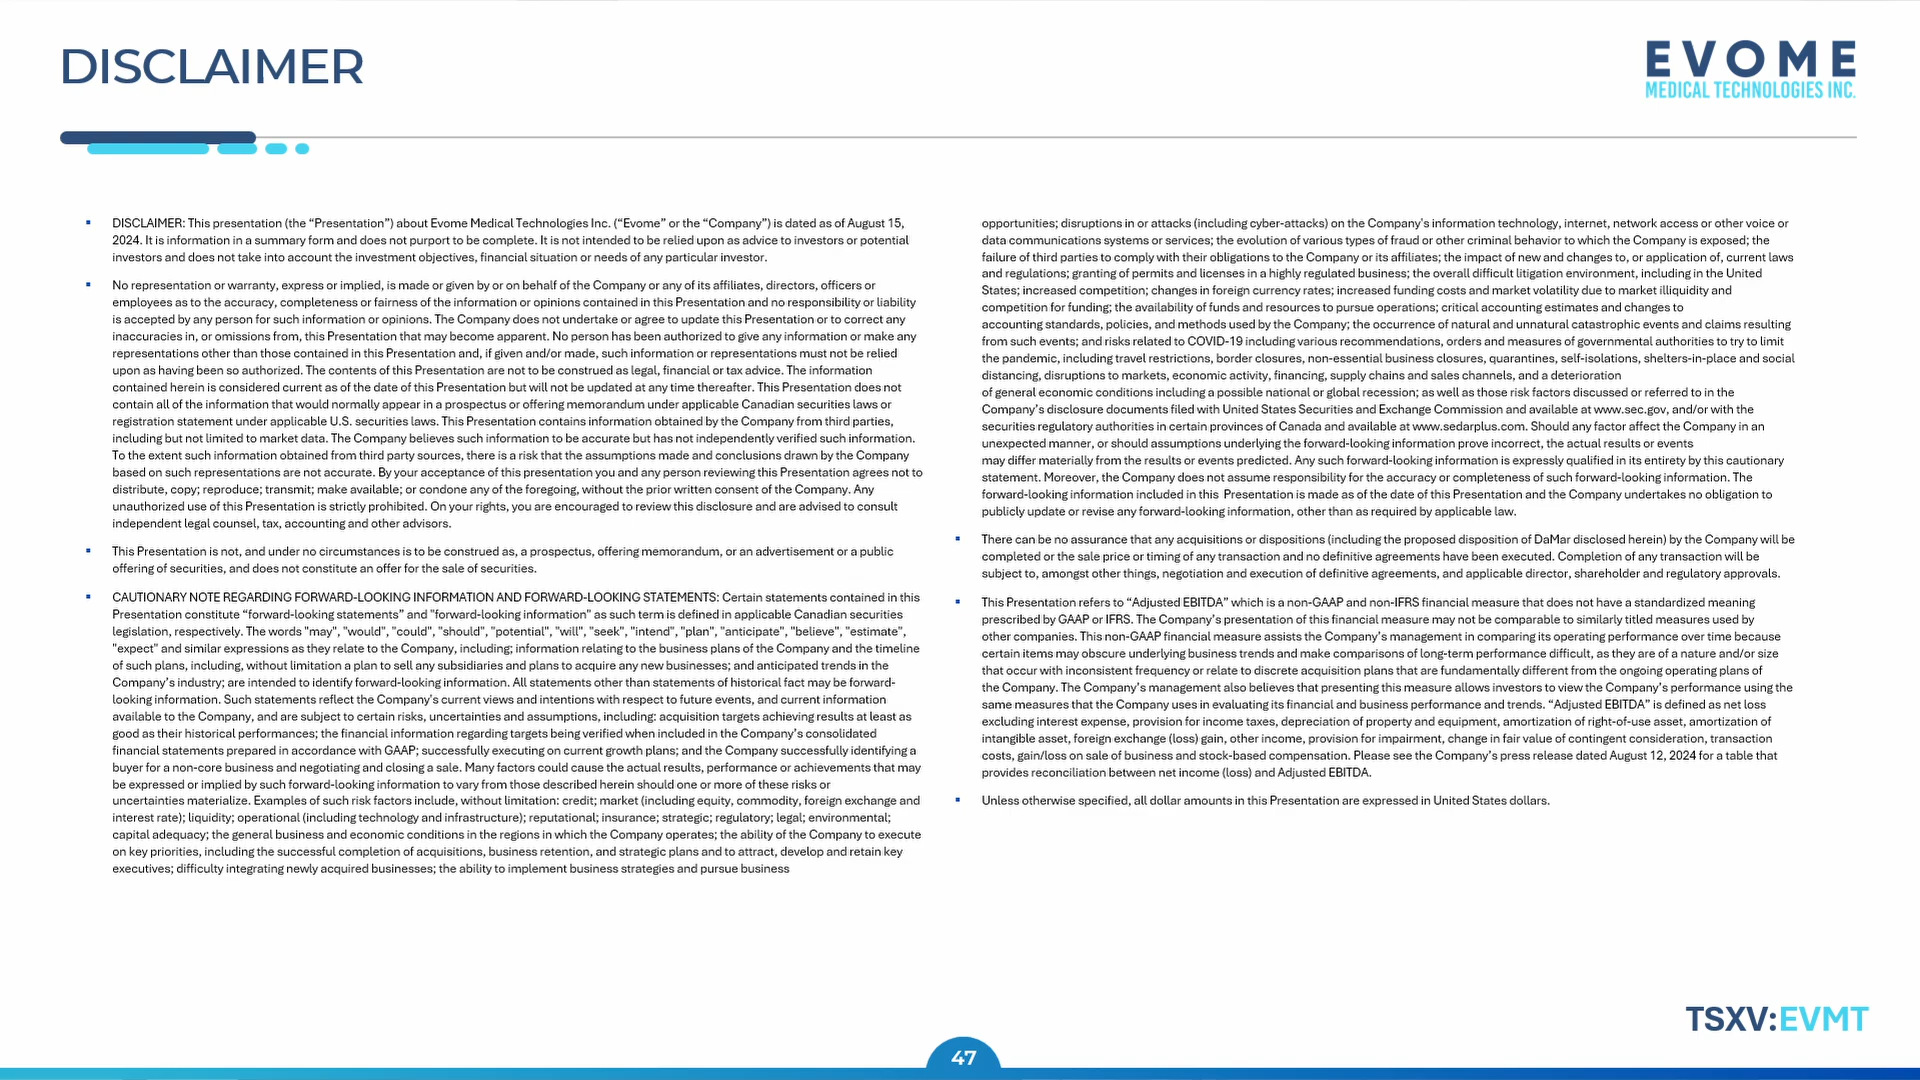 DISCLAIMER
EVOME
MEDICAL TECHNOLOGIES INC.
▪ DISCLAIMER: This presentation (the “Presentation”) about Evome Medical Technologies Inc. (“Evome” or the “Company”) is dated as of August 15,
2024. It is information in a summary form and does not purport to be complete. It is not intended to be relied upon as advice to investors or potential
investors and does not take into account the investment objectives, financial situation or needs of any particular investor.
▪ No representation or warranty, express or implied, is made or given by or on behalf of the Company or any of its affiliates, directors, officers or
employees as to the accuracy, completeness or fairness of the information or opinions contained in this Presentation and no responsibility or liability
is accepted by any person for such information or opinions. The Company does not undertake or agree to update this Presentation or to correct any
inaccuracies in, or omissions from, this Presentation that may become apparent. No person has been authorized to give any information or make any
representations other than those contained in this Presentation and, if given and/or made, such information or representations must not be relied
upon as having been so authorized. The contents of this Presentation are not to be construed as legal, financial or tax advice. The information
contained herein is considered current as of the date of this Presentation but will not be updated at any time thereafter. This Presentation does not
contain all of the information that would normally appear in a prospectus or offering memorandum under applicable Canadian securities laws or
registration statement under applicable U.S. securities laws. This Presentation contains information obtained by the Company from third parties,
including but not limited to market data. The Company believes such information to be accurate but has not independently verified such information.
To the extent such information obtained from third party sources, there is a risk that the assumptions made and conclusions drawn by the Company
based on such representations are not accurate. By your acceptance of this presentation you and any person reviewing this Presentation agrees not to
distribute, copy; reproduce; transmit; make available; or condone any of the foregoing, without the prior written consent of the Company. Any
unauthorized use of this Presentation is strictly prohibited. On your rights, you are encouraged to review this disclosure and are advised to consult
independent legal counsel, tax, accounting and other advisors.
▪ This Presentation is not, and under no circumstances is to be construed as, a prospectus, offering memorandum, or an advertisement or a public
offering of securities, and does not constitute an offer for the sale of securities.
▪ CAUTIONARY NOTE REGARDING FORWARD-LOOKING INFORMATION AND FORWARD-LOOKING STATEMENTS: Certain statements contained in this
Presentation constitute “forward-looking statements” and "forward-looking information" as such term is defined in applicable Canadian securities
legislation, respectively. The words "may", "would", "could", "should", "potential", "will", "seek", "intend", "plan", "anticipate", "believe", "estimate",
"expect" and similar expressions as they relate to the Company, including; information relating to the business plans of the Company and the timeline
of such plans, including, without limitation a plan to sell any subsidiaries and plans to acquire any new businesses; and anticipated trends in the
Company’s industry; are intended to identify forward-looking information. All statements other than statements of historical fact may be forward-
looking information. Such statements reflect the Company's current views and intentions with respect to future events, and current information
available to the Company, and are subject to certain risks, uncertainties and assumptions, including: acquisition targets achieving results at least as
good as their historical performances; the financial information regarding targets being verified when included in the Company’s consolidated
financial statements prepared in accordance with GAAP; successfully executing on current growth plans; and the Company successfully identifying a
buyer for a non-core business and negotiating and closing a sale. Many factors could cause the actual results, performance or achievements that may
be expressed or implied by such forward-looking information to vary from those described herein should one or more of these risks or
uncertainties materialize. Examples of such risk factors include, without limitation: credit; market (including equity, commodity, foreign exchange and
interest rate); liquidity; operational (including technology and infrastructure); reputational; insurance; strategic; regulatory; legal; environmental;
capital adequacy; the general business and economic conditions in the regions in which the Company operates; the ability of the Company to execute
on key priorities, including the successful completion of acquisitions, business retention, and strategic plans and to attract, develop and retain key
executives; difficulty integrating newly acquired businesses; the ability to implement business strategies and pursue business
opportunities; disruptions in or attacks (including cyber-attacks) on the Company's information technology, internet, network access or other voice or
data communications systems or services; the evolution of various types of fraud or other criminal behavior to which the Company is exposed; the
failure of third parties to comply with their obligations to the Company or its affiliates; the impact of new and changes to, or application of, current laws
and regulations; granting of permits and licenses in a highly regulated business; the overall difficult litigation environment, including in the United
States; increased competition; changes in foreign currency rates; increased funding costs and market volatility due to market illiquidity and
competition for funding; the availability of funds and resources to pursue operations; critical accounting estimates and changes to
accounting standards, policies, and methods used by the Company; the occurrence of natural and unnatural catastrophic events and claims resulting
from such events; and risks related to COVID-19 including various recommendations, orders and measures of governmental authorities to try to limit
the pandemic, including travel restrictions, border closures, non-essential business closures, quarantines, self-isolations, shelters-in-place and social
distancing, disruptions to markets, economic activity, financing, supply chains and sales channels, and a deterioration
of general economic conditions including a possible national or global recession; as well as those risk factors discussed or referred to in the
Company’s disclosure documents filed with United States Securities and Exchange Commission and available at www.sec.gov, and/or with the
securities regulatory authorities in certain provinces of Canada and available at www.sedarplus.com. Should any factor affect the Company in an
unexpected manner, or should assumptions underlying the forward-looking information prove incorrect, the actual results or events
may differ materially from the results or events predicted. Any such forward-looking information is expressly qualified in its entirety by this cautionary
statement. Moreover, the Company does not assume responsibility for the accuracy or completeness of such forward-looking information. The
forward-looking information included in this Presentation is made as of the date of this Presentation and the Company undertakes no obligation to
publicly update or revise any forward-looking information, other than as required by applicable law.
▪ There can be no assurance that any acquisitions or dispositions (including the proposed disposition of DaMar disclosed herein) by the Company will be
completed or the sale price or timing of any transaction and no definitive agreements have been executed. Completion of any transaction will be
subject to, amongst other things, negotiation and execution of definitive agreements, and applicable director, shareholder and regulatory approvals.
▪ This Presentation refers to “Adjusted EBITDA” which is a non-GAAP and non-IFRS financial measure that does not have a standardized meaning
prescribed by GAAP or IFRS. The Company’s presentation of this financial measure may not be comparable to similarly titled measures used by
other companies. This non-GAAP financial measure assists the Company’s management in comparing its operating performance over time because
certain items may obscure underlying business trends and make comparisons of long-term performance difficult, as they are of a nature and/or size
that occur with inconsistent frequency or relate to discrete acquisition plans that are fundamentally different from the ongoing operating plans of
the Company. The Company’s management also believes that presenting this measure allows investors to view the Company’s performance using the
same measures that the Company uses in evaluating its financial and business performance and trends. “Adjusted EBITDA” is defined as net loss
excluding interest expense, provision for income taxes, depreciation of property and equipment, amortization of right-of-use asset, amortization of
intangible asset, foreign exchange (loss) gain, other income, provision for impairment, change in fair value of contingent consideration, transaction
costs, gain/loss on sale of business and stock-based compensation. Please see the Company’s press release dated August 12, 2024 for a table that
provides reconciliation between net income (loss) and Adjusted EBITDA.
▪ Unless otherwise specified, all dollar amounts in this Presentation are expressed in United States dollars.
TSXV:EVMT
47